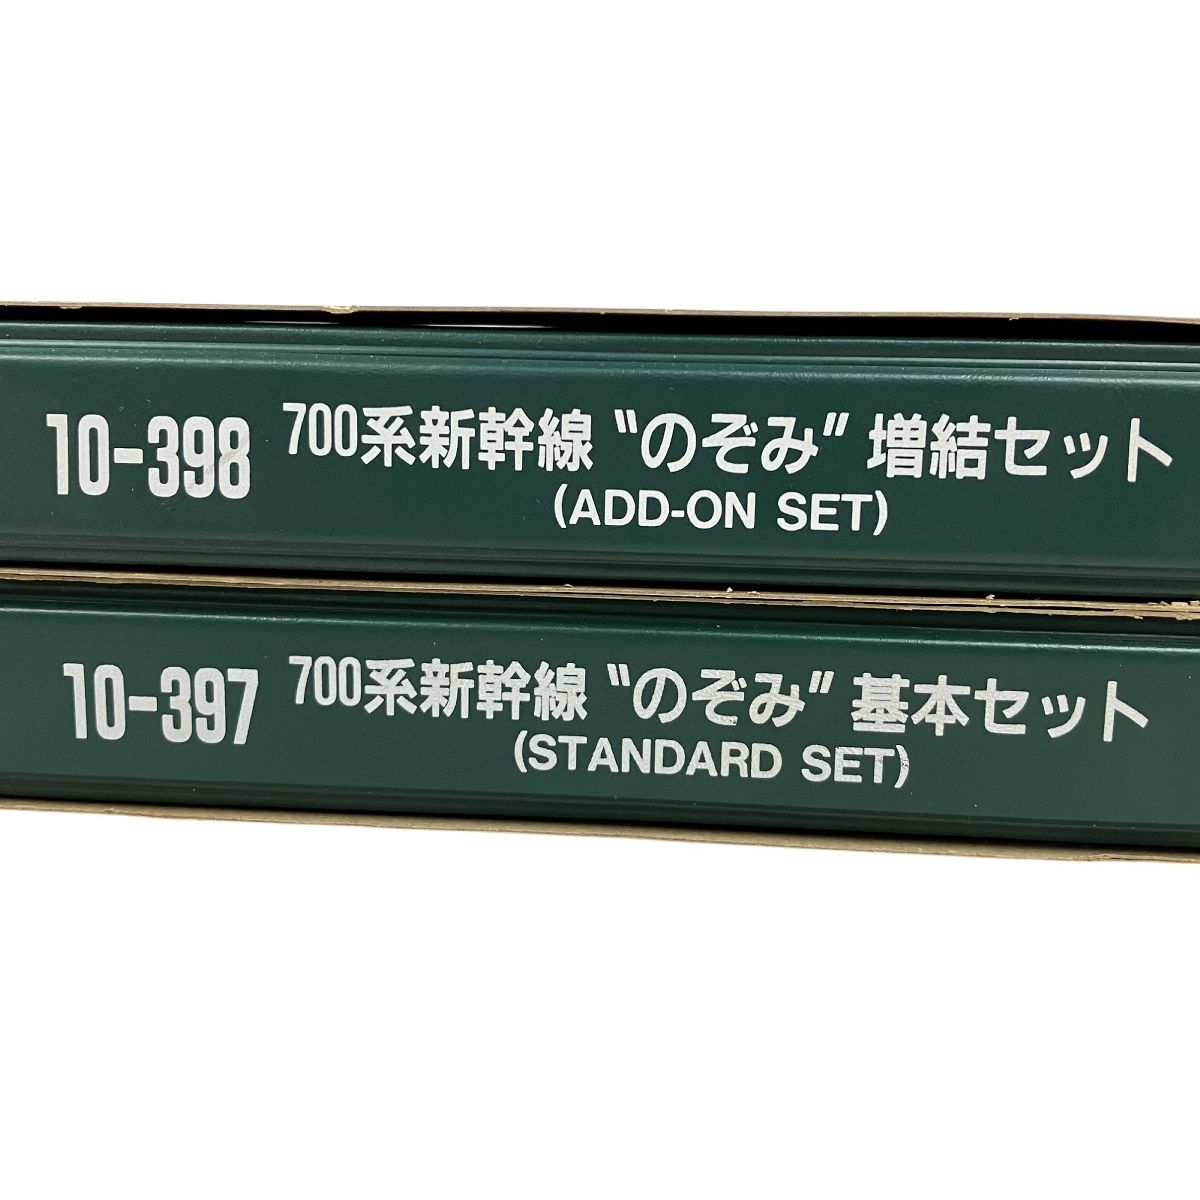 10-398 700系新幹線 "のぞみ" 増結セット
(ADD-ON SET)
10-397 700系新幹線 "のぞみ" 基本セット
(STANDARD SET)